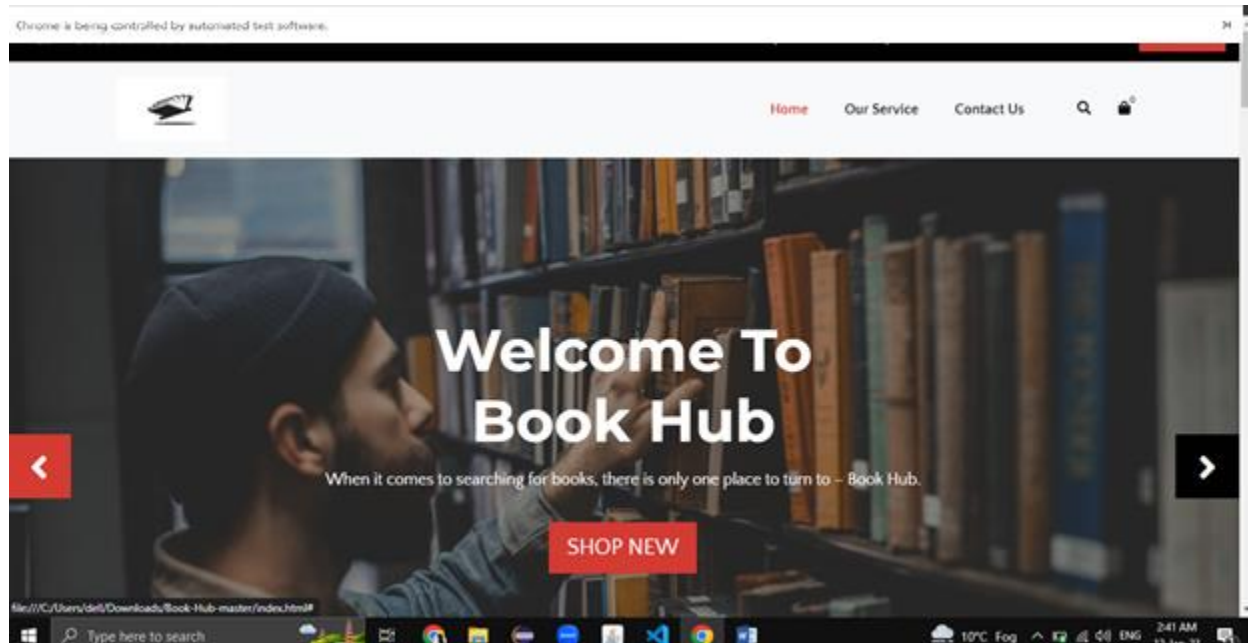 Chrome is being controlled by automated test software.
Home Our Service Contact Us 0
Welcome To
Book Hub
When it comes to searching for books, there is only one place to turn to – Book Hub.
SHOP NEW
file:///C:/Users/dell/Downloads/Book-Hub-master/index.html#
Type here to search
10°C Fog ENG 2:41 AM